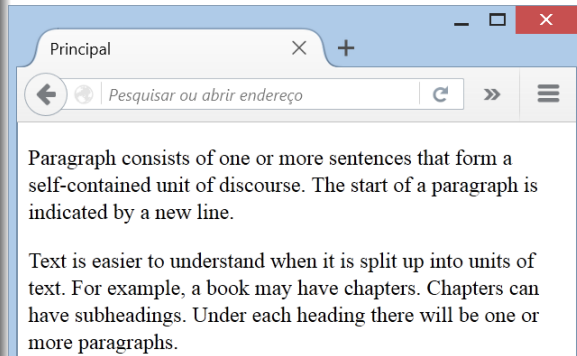 Principal
Pesquisar ou abrir endereço
Paragraph consists of one or more sentences that form a
self-contained unit of discourse. The start of a paragraph is
indicated by a new line.
Text is easier to understand when it is split up into units of
text. For example, a book may have chapters. Chapters can
have subheadings. Under each heading there will be one or
more paragraphs.